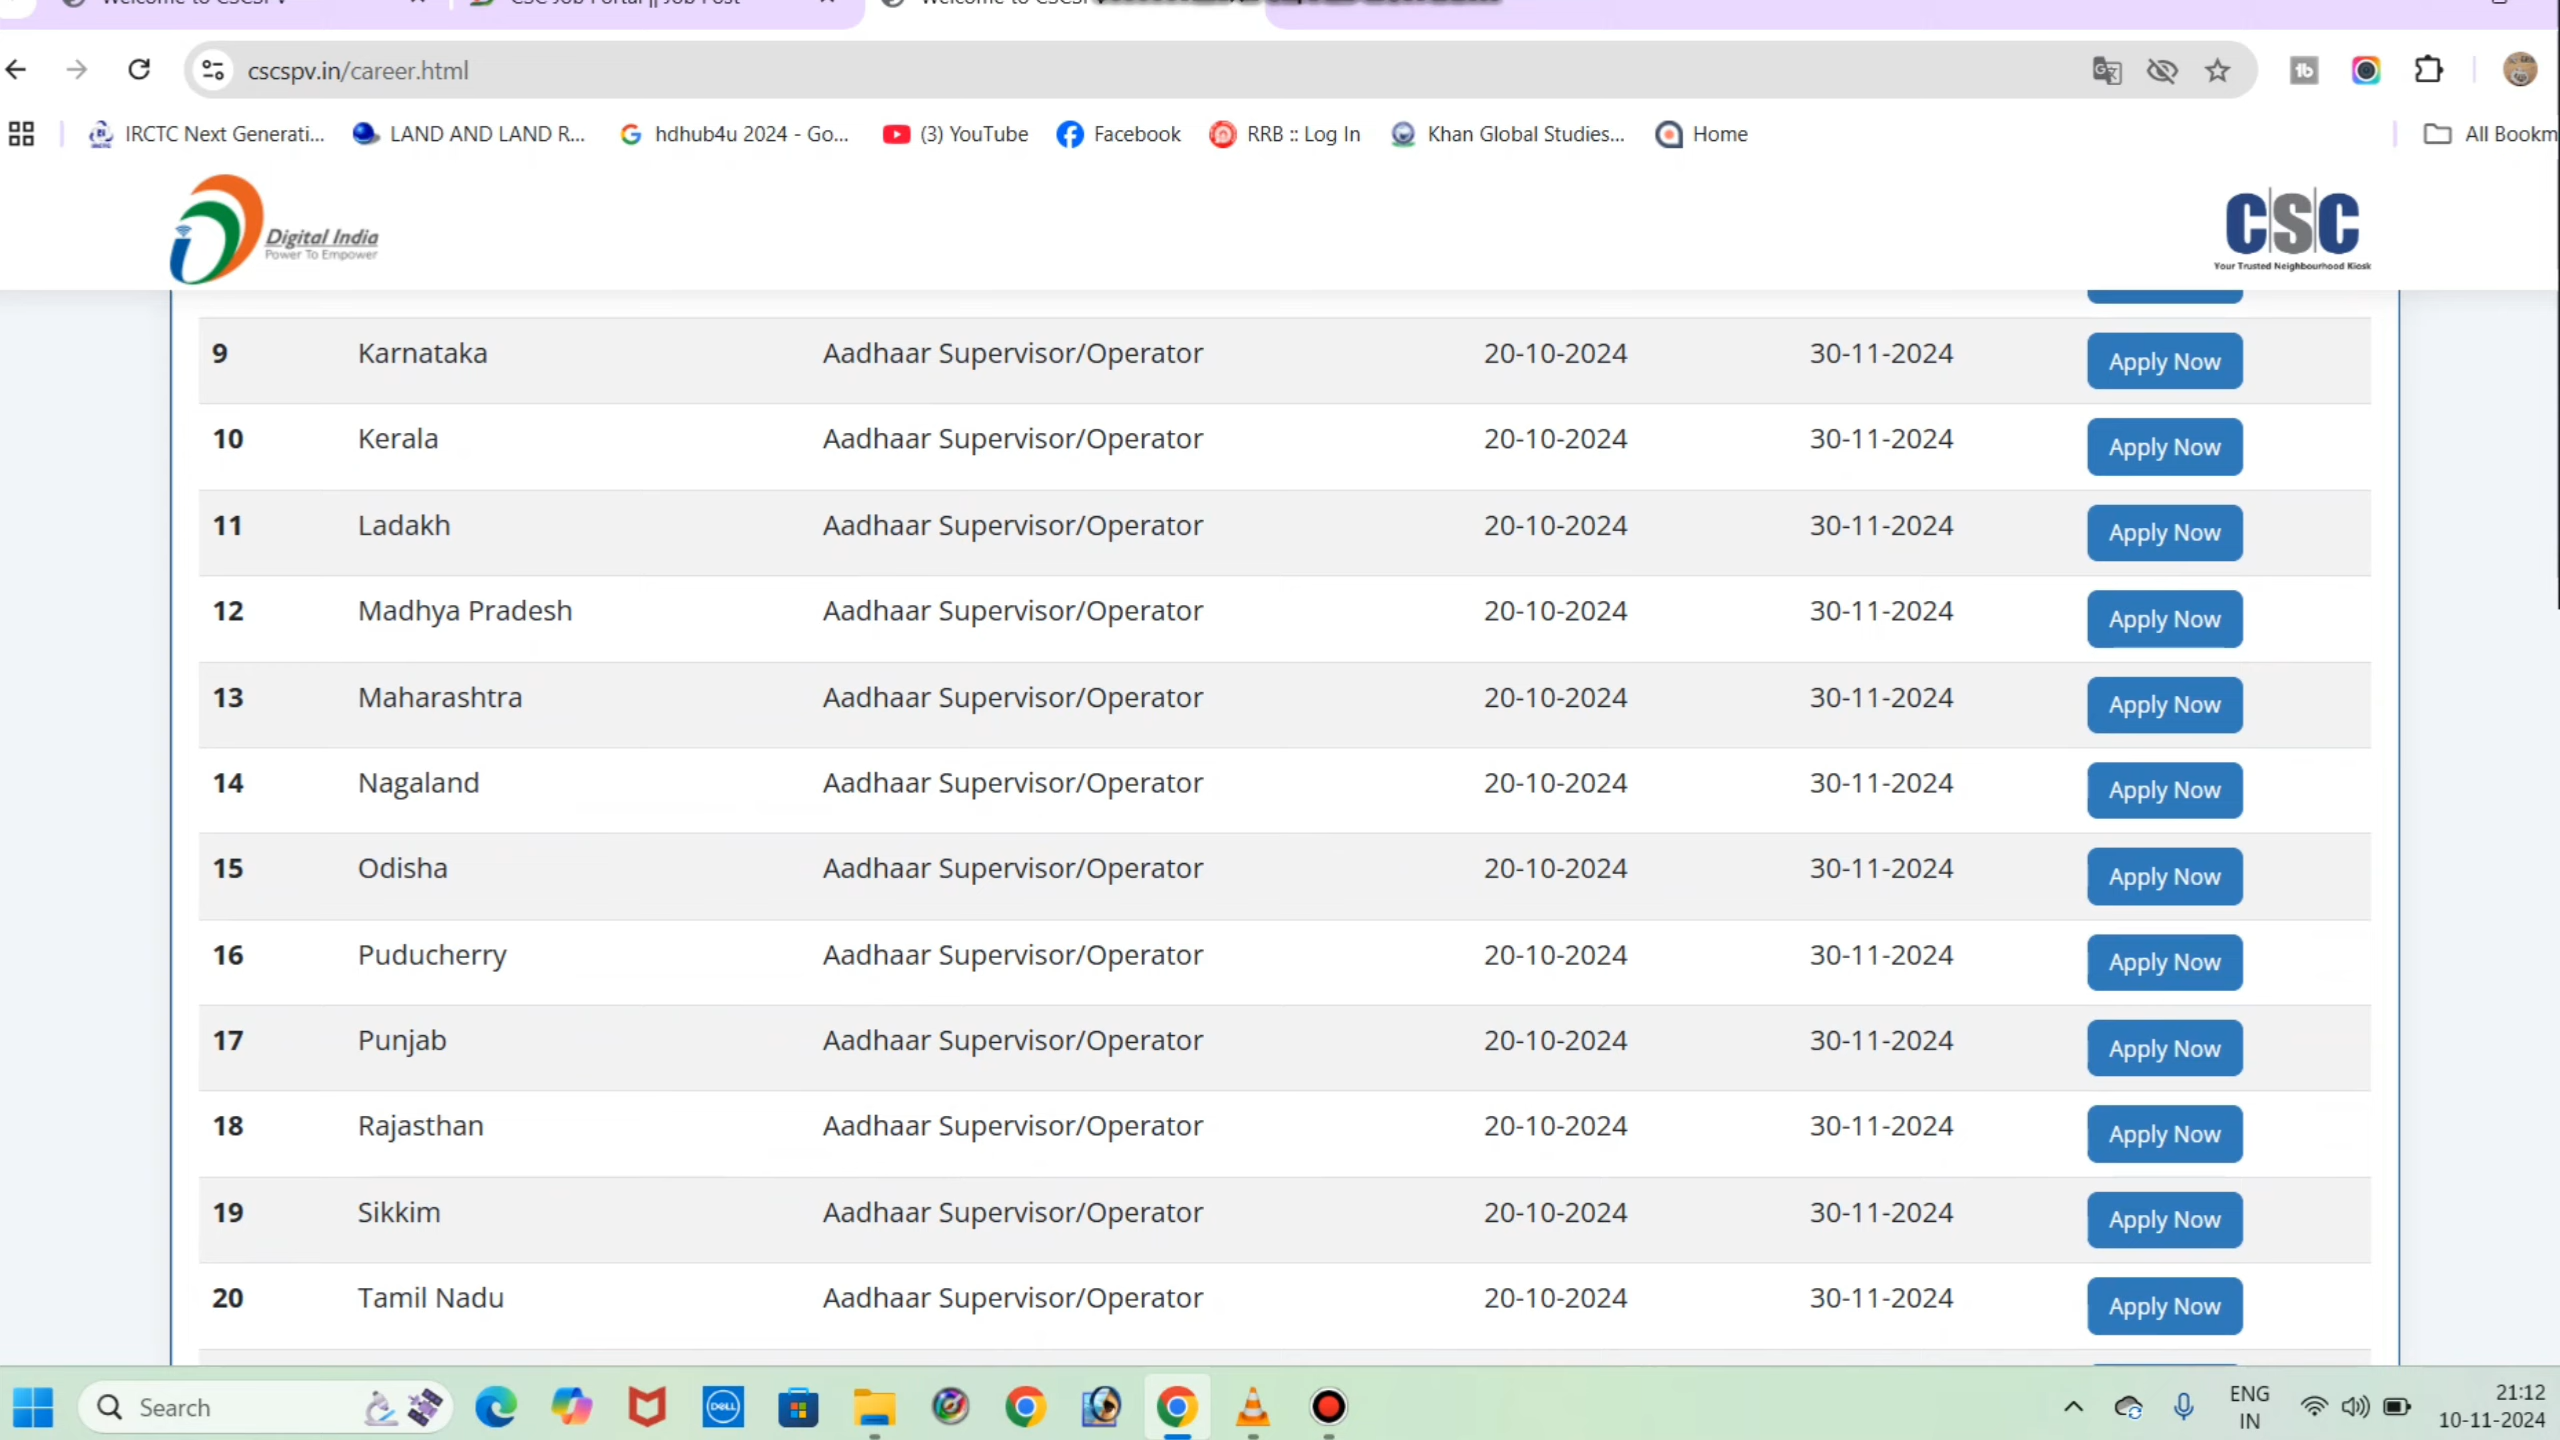 cscspv.in/career.html
IRCTC Next Generati... LAND AND LAND R... hdhub4u 2024 - Go... (3) YouTube Facebook RRB :: Log In Khan Global Studies... Home All Bookm
Digital India
Power To Empower
CSC
Your Trusted Neighbourhood Kiosk
9 Karnataka Aadhaar Supervisor/Operator 20-10-2024 30-11-2024 Apply Now
10 Kerala Aadhaar Supervisor/Operator 20-10-2024 30-11-2024 Apply Now
11 Ladakh Aadhaar Supervisor/Operator 20-10-2024 30-11-2024 Apply Now
12 Madhya Pradesh Aadhaar Supervisor/Operator 20-10-2024 30-11-2024 Apply Now
13 Maharashtra Aadhaar Supervisor/Operator 20-10-2024 30-11-2024 Apply Now
14 Nagaland Aadhaar Supervisor/Operator 20-10-2024 30-11-2024 Apply Now
15 Odisha Aadhaar Supervisor/Operator 20-10-2024 30-11-2024 Apply Now
16 Puducherry Aadhaar Supervisor/Operator 20-10-2024 30-11-2024 Apply Now
17 Punjab Aadhaar Supervisor/Operator 20-10-2024 30-11-2024 Apply Now
18 Rajasthan Aadhaar Supervisor/Operator 20-10-2024 30-11-2024 Apply Now
19 Sikkim Aadhaar Supervisor/Operator 20-10-2024 30-11-2024 Apply Now
20 Tamil Nadu Aadhaar Supervisor/Operator 20-10-2024 30-11-2024 Apply Now
Search DELL ENG 21:12
IN 10-11-2024